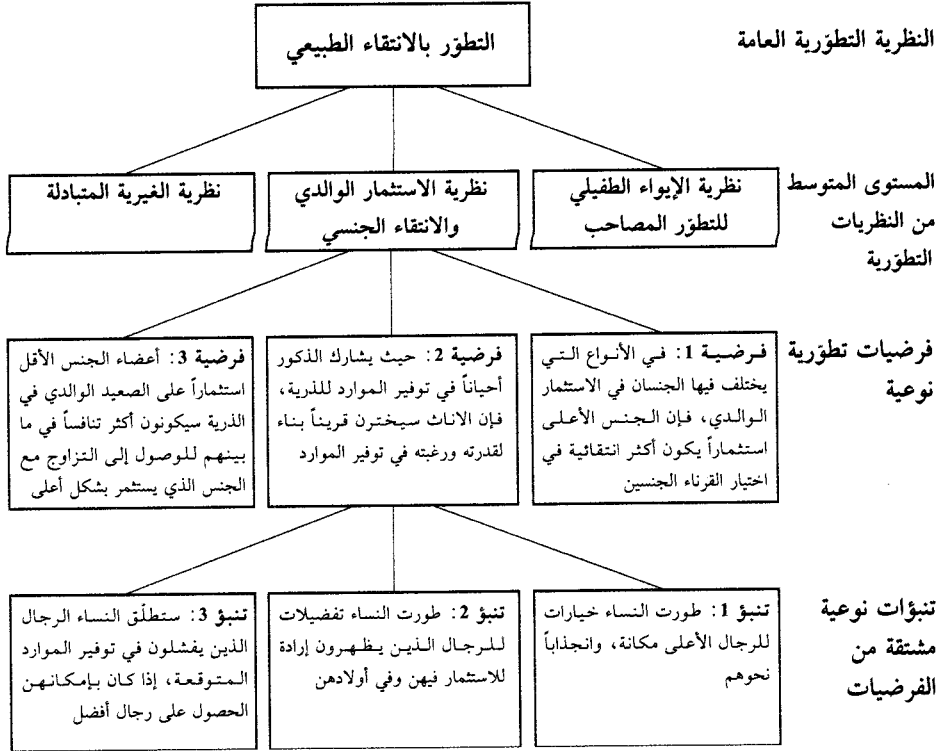 النظرية التطوّرية العامة
التطوّر بالانتقاء الطبيعي
المستوى المتوسط
من النظريات
التطوّرية
نظرية الإيواء الطفيلي
للتطوّر المصاحب
نظرية الاستثمار الوالدي
والانتقاء الجنسي
نظرية الغيرية المتبادلة
فرضيات تطوّرية
نوعية
فرضية 1: في الأنواع التي
يختلف فيها الجنسان في الاستثمار
الوالدي، فإن الجنس الأعلى
استثماراً يكون أكثر انتقائية في
اختيار القرناء الجنسين
فرضية 2: حيث يشارك الذكور
أحياناً في توفير الموارد للذرية،
فإن الاناث سيخترن قريناً بناء
لقدرته ورغبته في توفير الموارد
فرضية 3: أعضاء الجنس الأقل
استثماراً على الصعيد الوالدي في
الذرية سيكونون أكثر تنافساً في ما
بينهم للوصول إلى التزاوج مع
الجنس الذي يستثمر بشكل أعلى
تنبؤات نوعية
مشتقة من
الفرضيات
تنبؤ 1: طورت النساء خيارات
للرجال الأعلى مكانة، وانجذاباً
نحوهم
تنبؤ 2: طورت النساء تفضيلات
للرجال الذين يظهرون إرادة
للاستثمار فيهن وفي أولادهن
تنبؤ 3: ستطلّق النساء الرجال
الذين يفشلون في توفير الموارد
المتوقعة، إذا كان بإمكانهن
الحصول على رجال أفضل